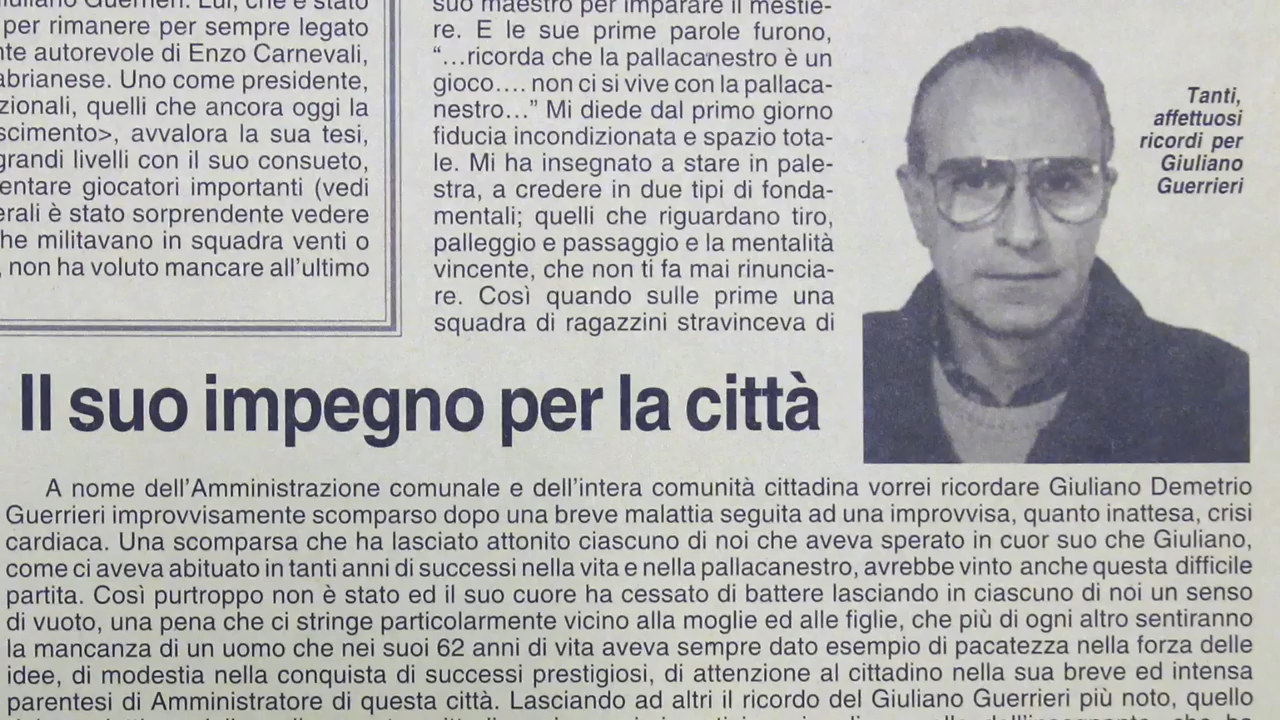 per rimanere per sempre legato
autorevole di Enzo Carnevali,
Uno come presidente,
quelli che ancora oggi la
avvalora la sua tesi,
grandi livelli con il suo consueto,
giocatori importanti (vedi
è stato sorprendente vedere
militavano in squadra venti o
, non ha voluto mancare all’ultimo
suo maestro per imparare il mestie-
re. E le sue prime parole furono,
“…ricorda che la pallacanestro è un
gioco…. non ci si vive con la pallaca-
nestro…” Mi diede dal primo giorno
fiducia incondizionata e spazio tota-
le. Mi ha insegnato a stare in pale-
stra, a credere in due tipi di fonda-
mentali; quelli che riguardano tiro,
palleggio e passaggio e la mentalità
vincente, che non ti fa mai rinuncia-
re. Così quando sulle prime una
squadra di ragazzini stravinceva di
Tanti,
affettuosi
ricordi per
Giuliano
Guerrieri
Il suo impegno per la città
A nome dell’Amministrazione comunale e dell’intera comunità cittadina vorrei ricordare Giuliano Demetrio
Guerrieri improvvisamente scomparso dopo una breve malattia seguita ad una improvvisa, quanto inattesa, crisi
cardiaca. Una scomparsa che ha lasciato attonito ciascuno di noi che aveva sperato in cuor suo che Giuliano,
come ci aveva abituato in tanti anni di successi nella vita e nella pallacanestro, avrebbe vinto anche questa difficile
partita. Così purtroppo non è stato ed il suo cuore ha cessato di battere lasciando in ciascuno di noi un senso
di vuoto, una pena che ci stringe particolarmente vicino alla moglie ed alle figlie, che più di ogni altro sentiranno
la mancanza di un uomo che nei suoi 62 anni di vita aveva sempre dato esempio di pacatezza nella forza delle
idee, di modestia nella conquista di successi prestigiosi, di attenzione al cittadino nella sua breve ed intensa
parentesi di Amministratore di questa città. Lasciando ad altri il ricordo del Giuliano Guerrieri più noto, quello